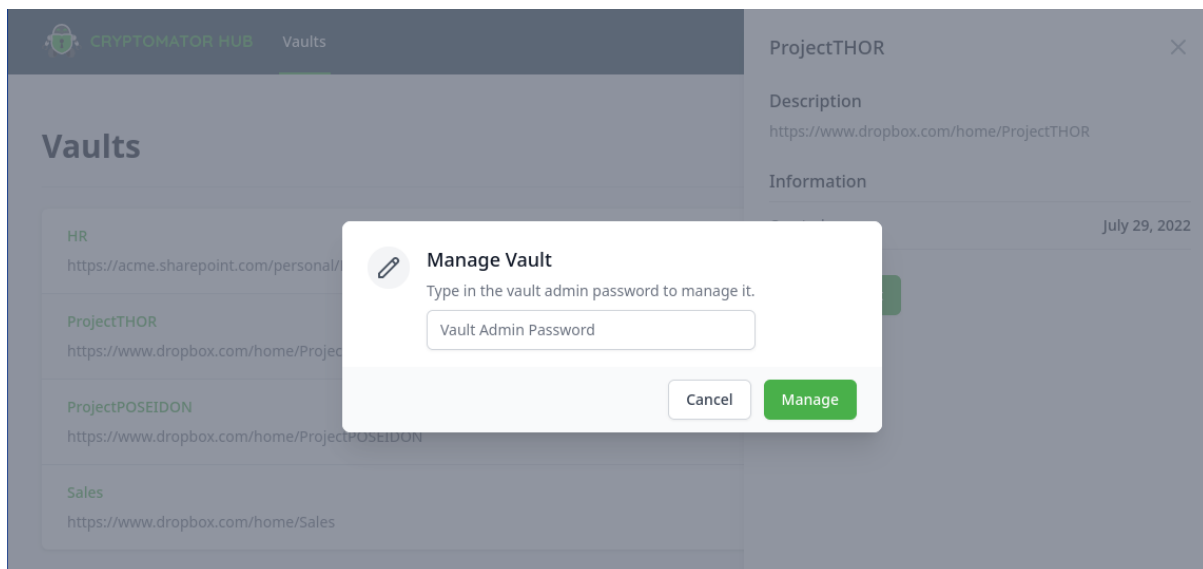 CRYPTOMATOR HUB Vaults
Vaults
HR
https://acme.sharepoint.com/personal/
ProjectTHOR
https://www.dropbox.com/home/Projec
ProjectPOSEIDON
https://www.dropbox.com/home/ProjectPOSEIDON
Sales
https://www.dropbox.com/home/Sales
ProjectTHOR
Description
https://www.dropbox.com/home/ProjectTHOR
Information
July 29, 2022
Manage Vault
Type in the vault admin password to manage it.
Vault Admin Password
Cancel Manage